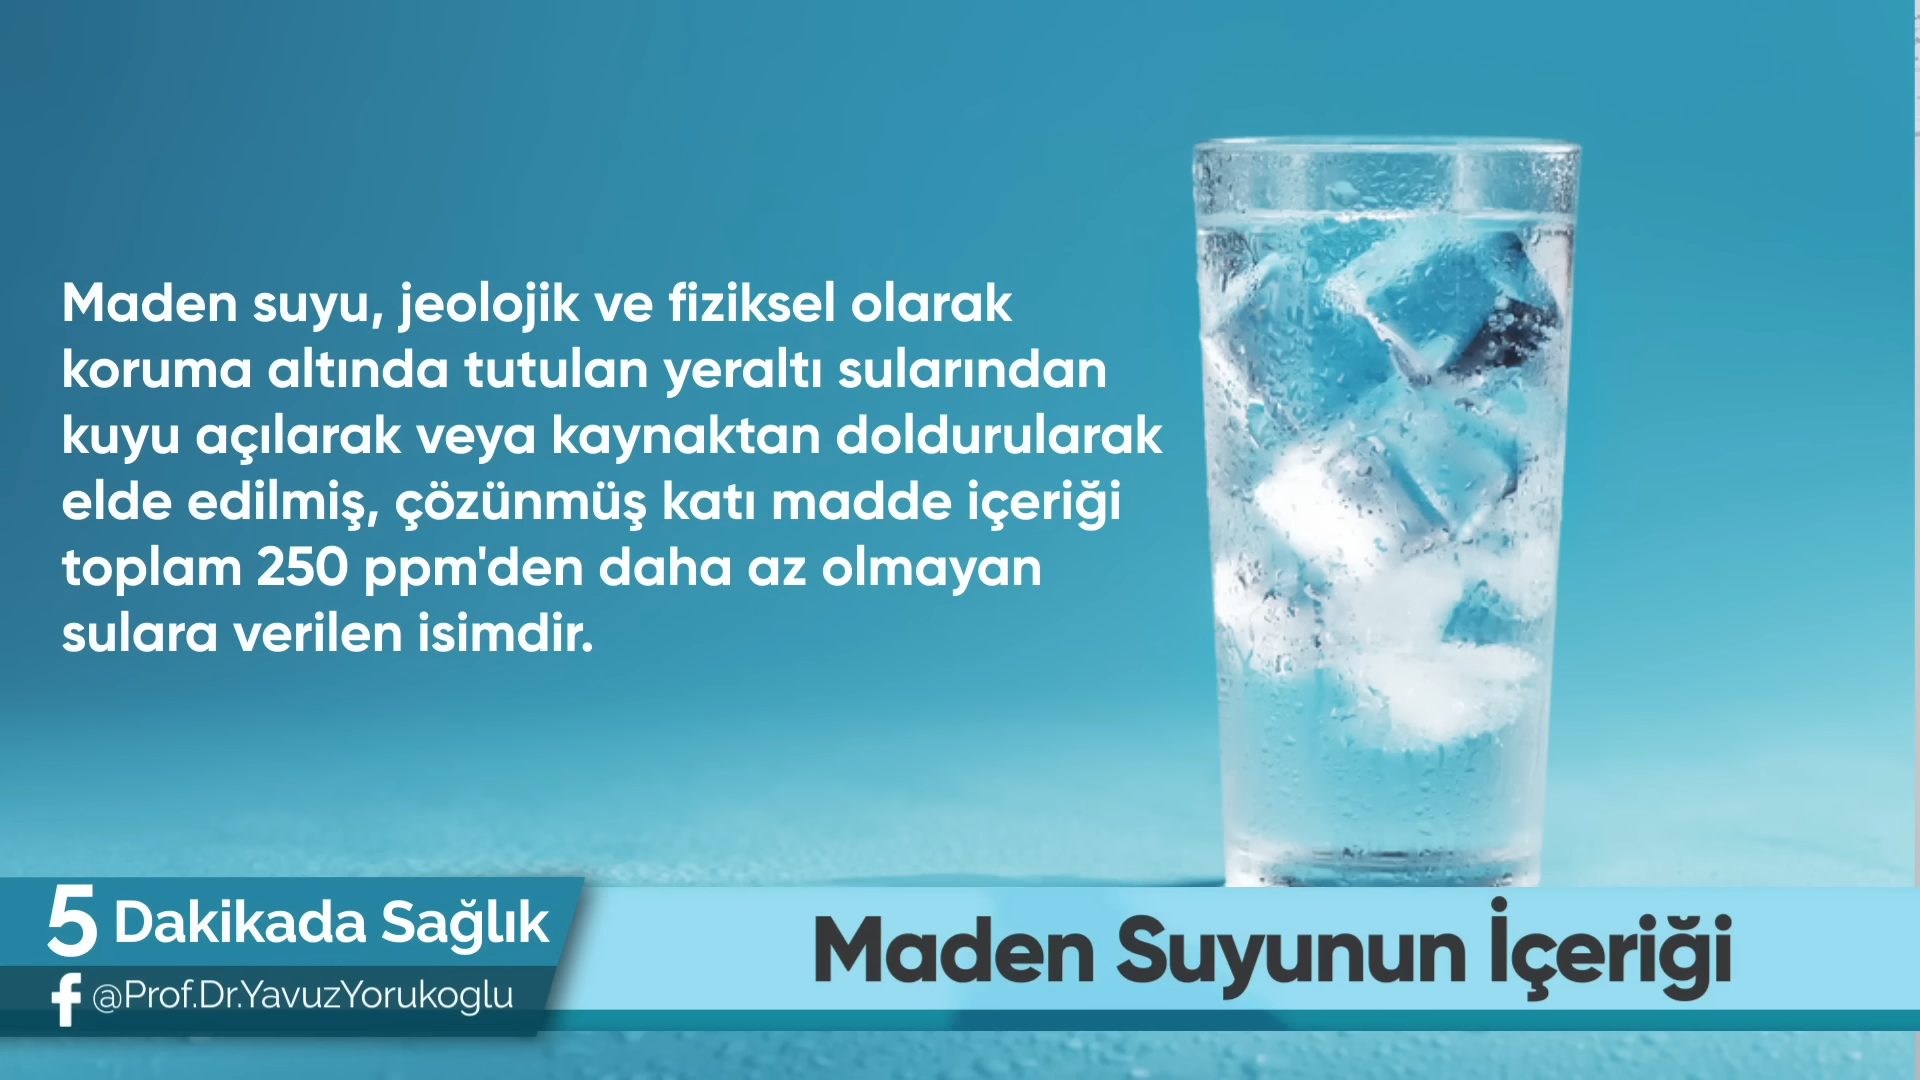 Maden suyu, jeolojik ve fiziksel olarak
koruma altında tutulan yeraltı sularından
kuyu açılarak veya kaynaktan doldurularak
elde edilmiş, çözünmüş katı madde içeriği
toplam 250 ppm'den daha az olmayan
sulara verilen isimdir.
5 Dakikada Sağlık
@Prof.Dr.YavuzYorukoglu
Maden Suyunun İçeriği